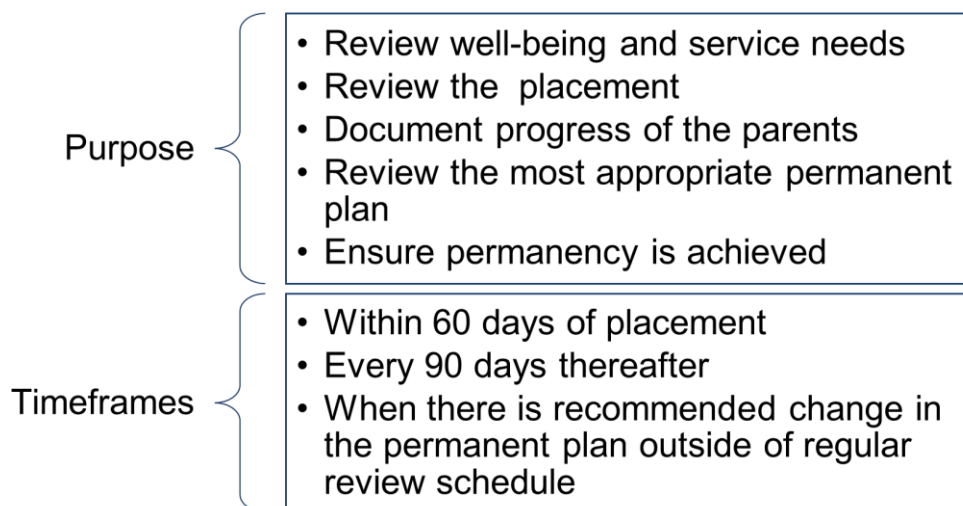 Purpose
• Review well-being and service needs
• Review the placement
• Document progress of the parents
• Review the most appropriate permanent
plan
• Ensure permanency is achieved
Timeframes
• Within 60 days of placement
• Every 90 days thereafter
• When there is recommended change in
the permanent plan outside of regular
review schedule